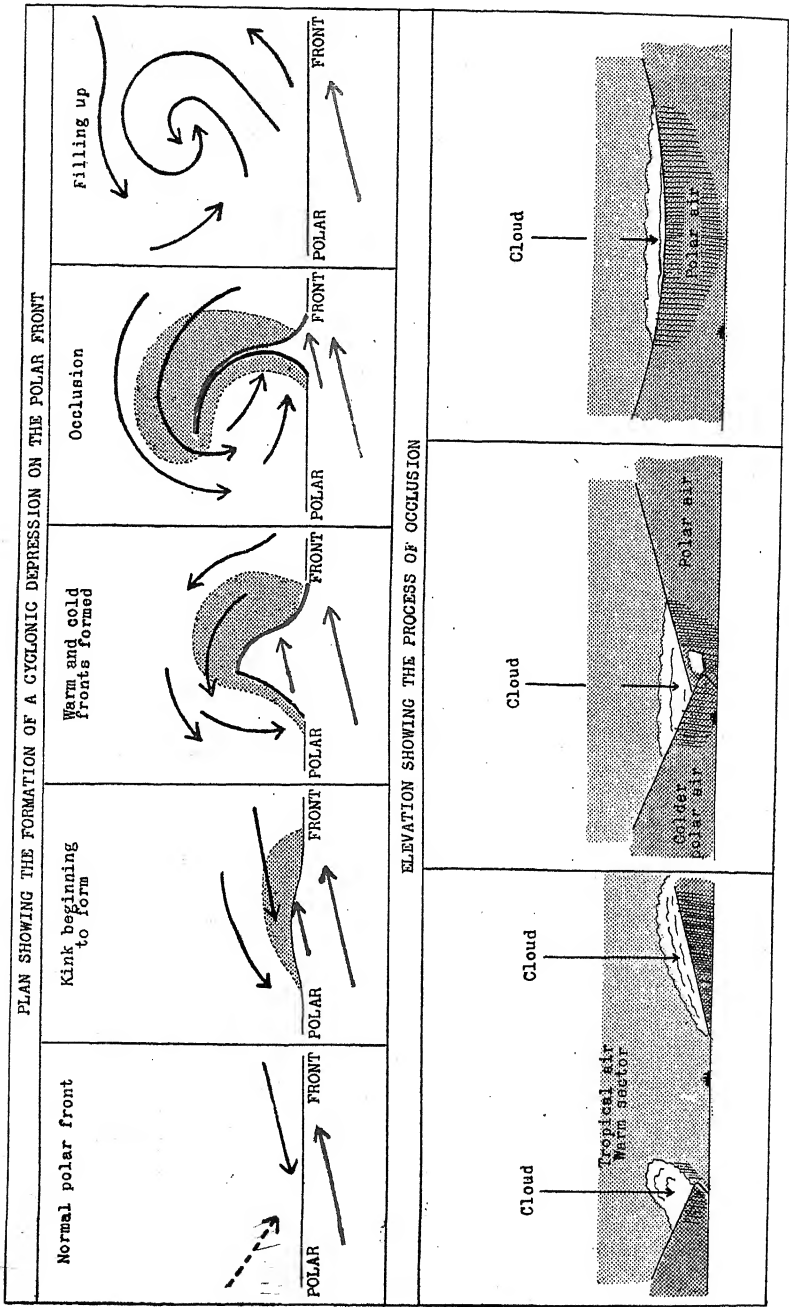 PLAN SHOWING THE FORMATION OF A CYCLONIC DEPRESSION ON THE POLAR FRONT
Normal polar front
POLAR FRONT
Kink beginning
to form
POLAR FRONT
Warm and cold
fronts formed
POLAR FRONT
Occlusion
POLAR FRONT
Filling up
POLAR FRONT
ELEVATION SHOWING THE PROCESS OF OCCLUSION
Cloud
Tropical air
Warm sector
Cloud
Cloud
Colder
polar air
Polar air
Cloud
Polar air